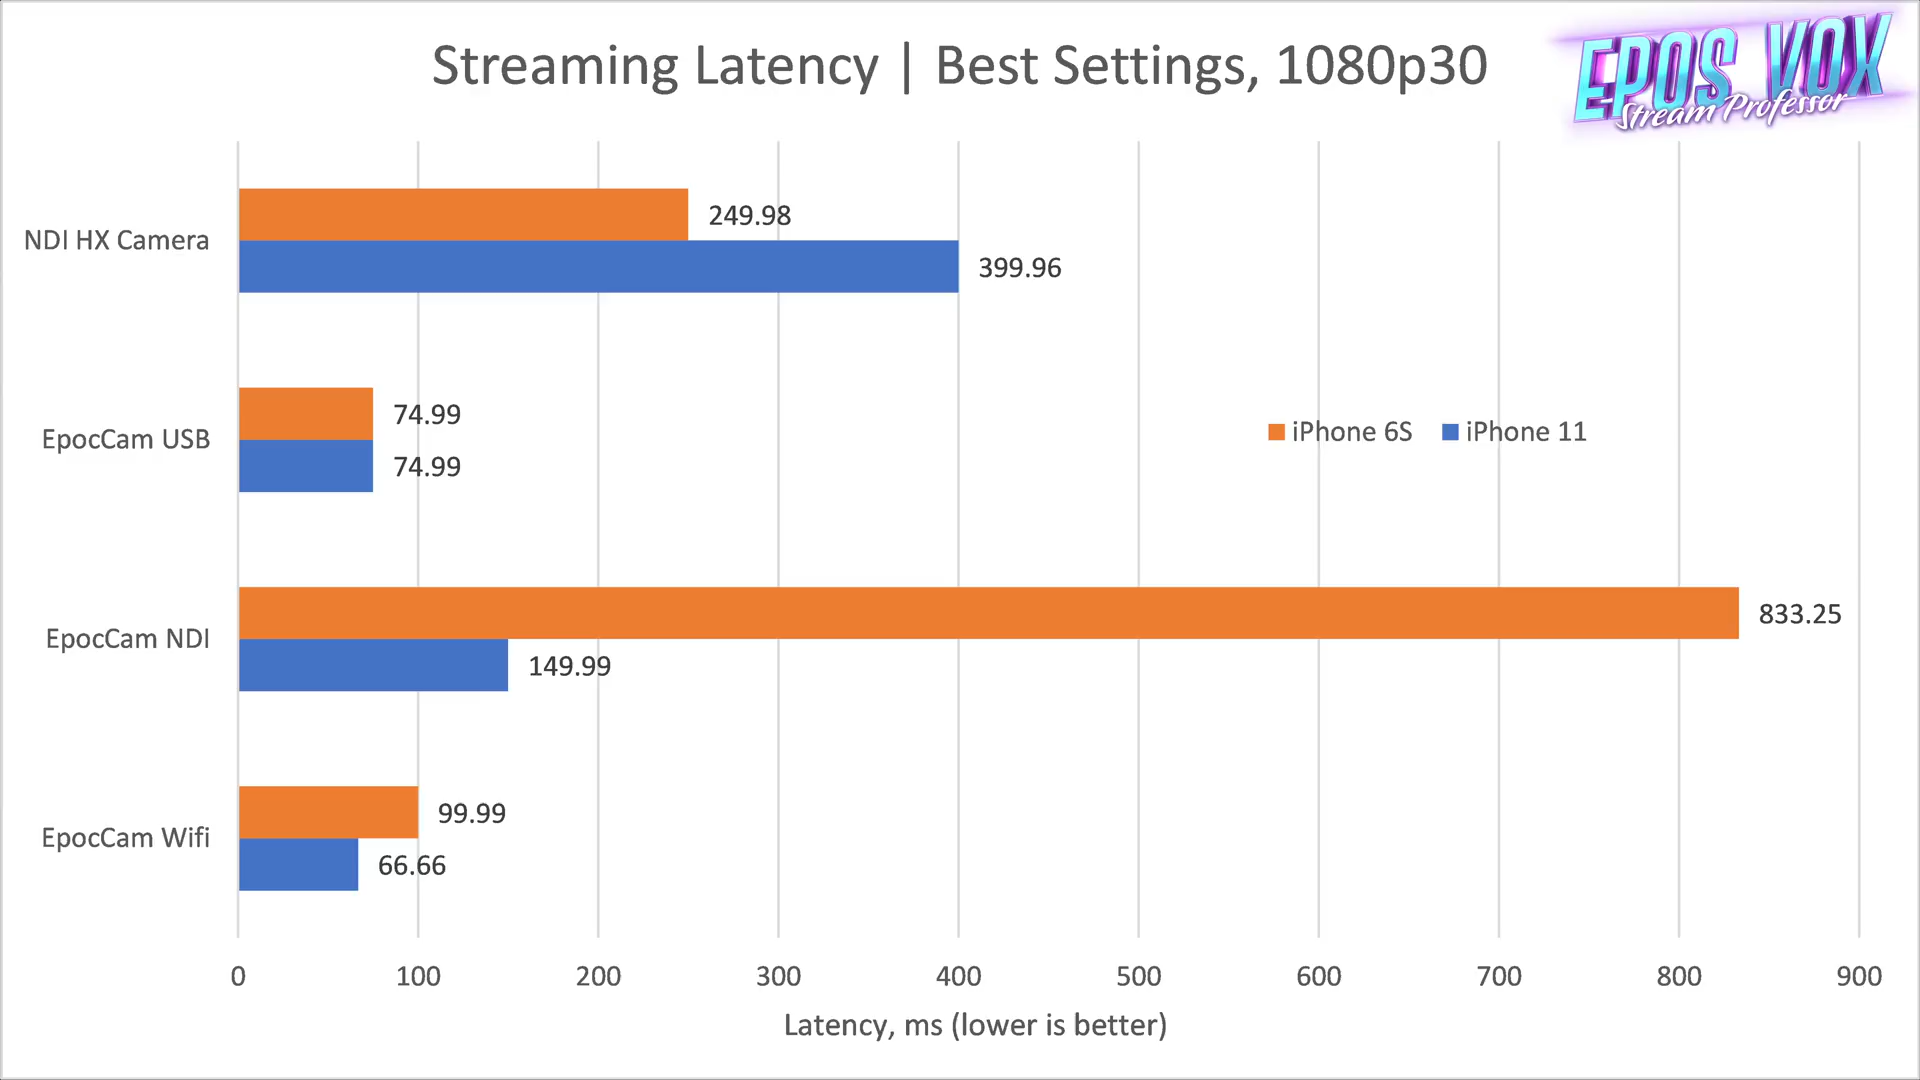 Streaming Latency | Best Settings, 1080p30
EPOS VOX
Stream Professor
NDI HX Camera
249.98
399.96
EpocCam USB
74.99
74.99
iPhone 6S
iPhone 11
EpocCam NDI
833.25
149.99
EpocCam Wifi
99.99
66.66
0 100 200 300 400 500 600 700 800 900
Latency, ms (lower is better)